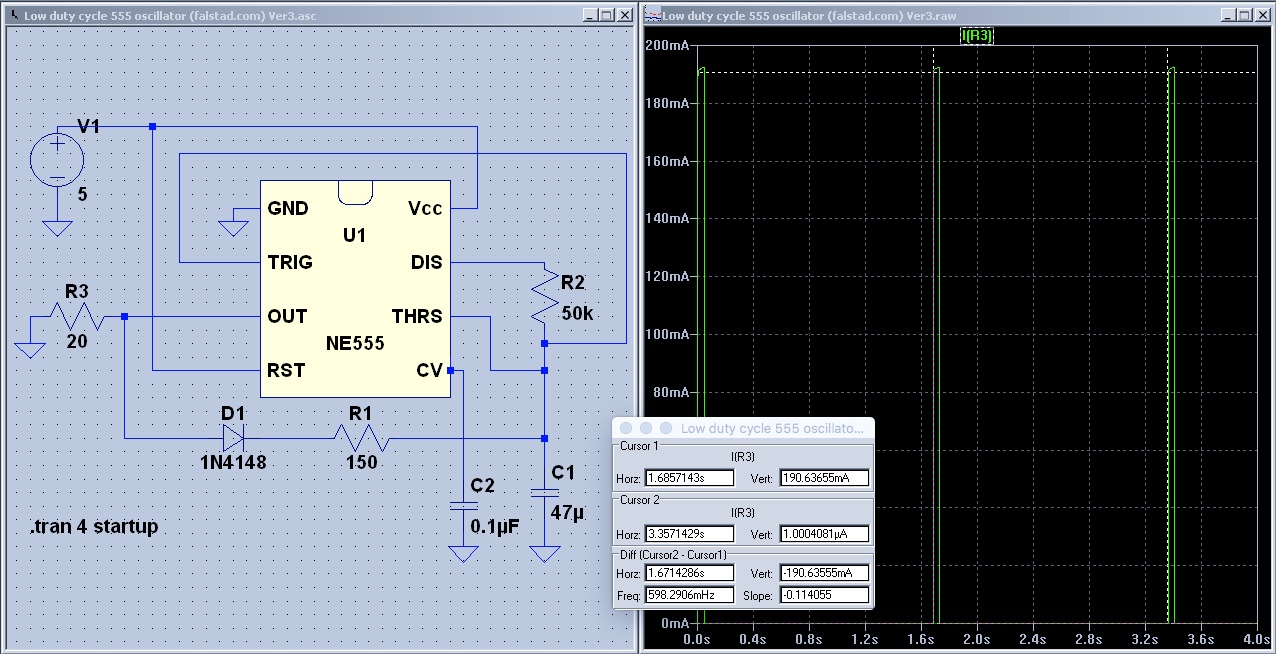 Low duty cycle 555 oscillator (falstad.com) Ver3.asc
V1
5
GND
Vcc
U1
TRIG
DIS
R2
50k
R3
20
OUT
THRS
NE555
RST
CV
D1
1N4148
R1
150
C2
0.1µF
C1
47µ
.tran 4 startup
Low duty cycle 555 oscillator (falstad.com) Ver3.raw
I(R3)
200mA
180mA
160mA
140mA
120mA
100mA
80mA
0mA
0.0s 0.4s 0.8s 1.2s 1.6s 2.0s 2.4s 2.8s 3.2s 3.6s 4.0s
Low duty cycle 555 oscillato...
Cursor 1
I(R3)
Horz: 1.6857143s Vert: 190.63655mA
Cursor 2
I(R3)
Horz: 3.3571429s Vert: 1.0004081µA
Diff (Cursor2 - Cursor1)
Horz: 1.6714286s Vert: -190.63555mA
Freq: 598.2906mHz Slope: -0.114055